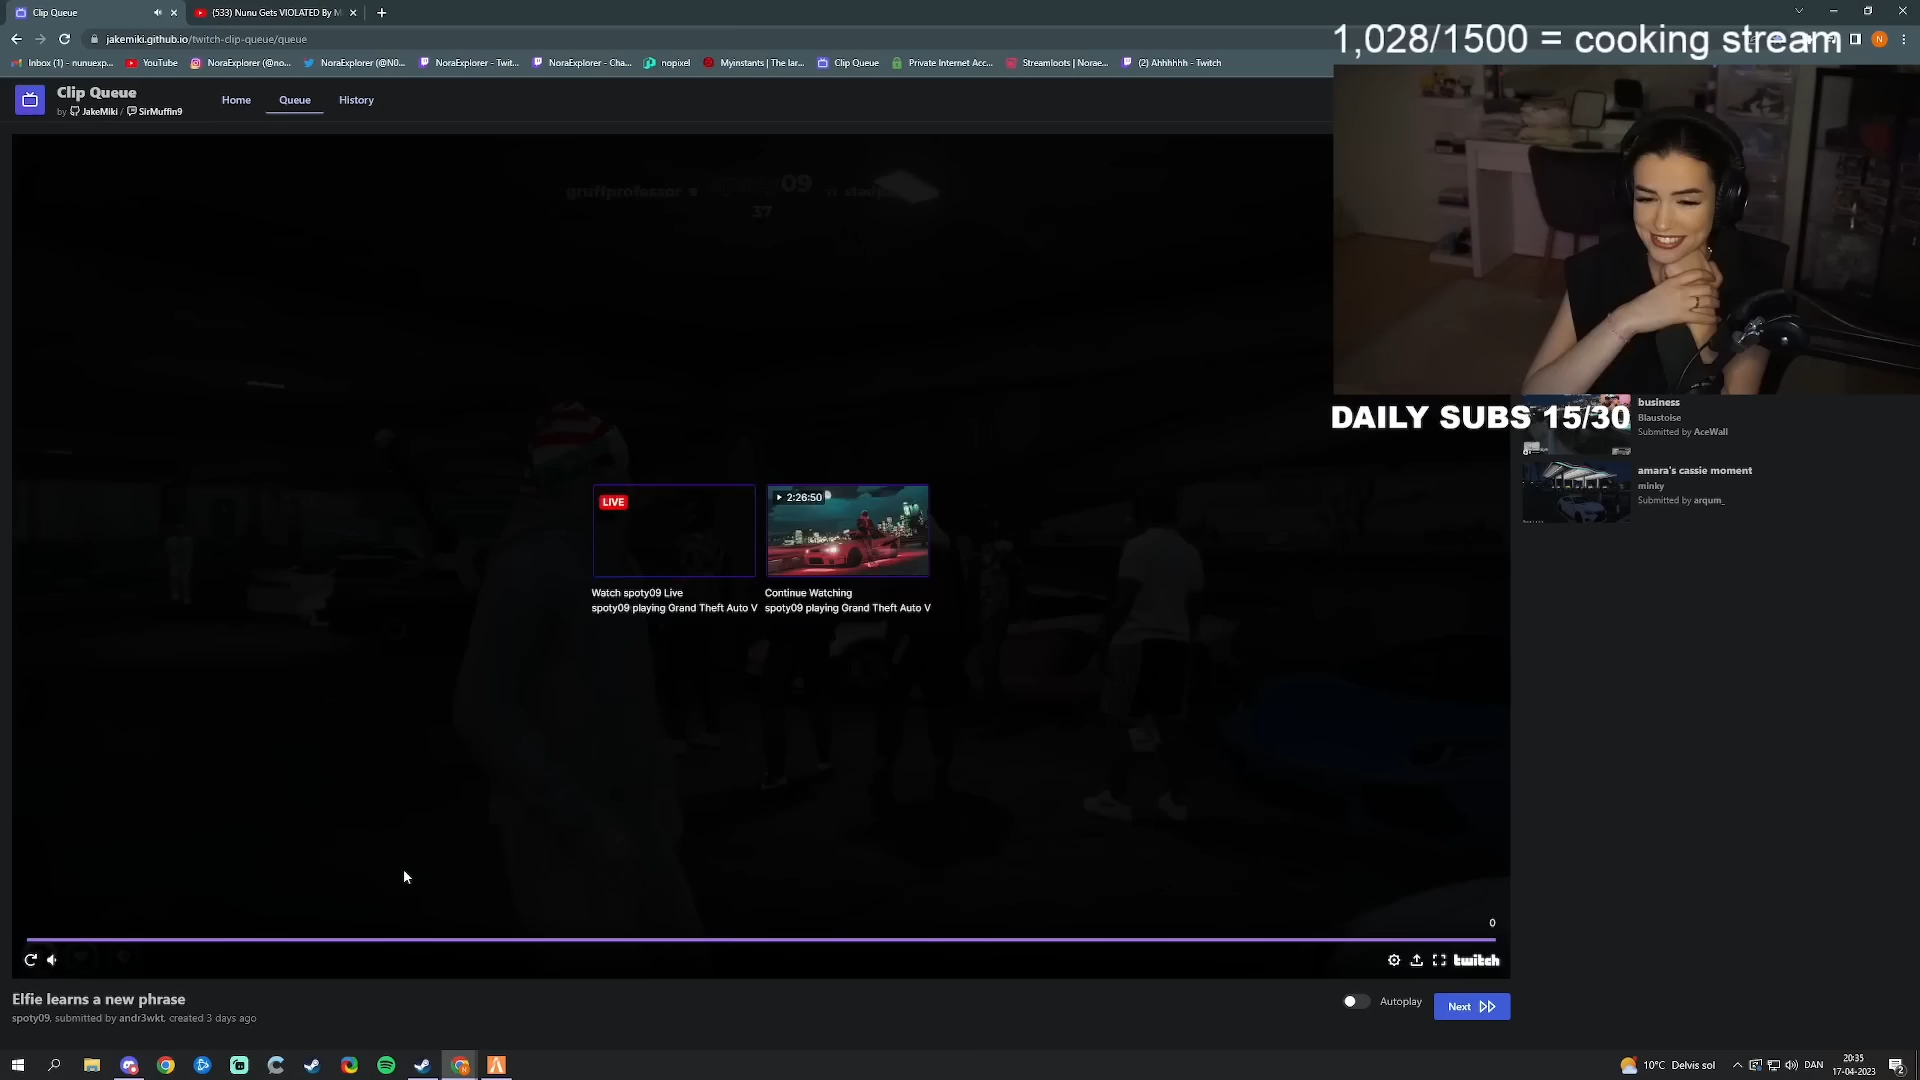 Clip Queue
(533) Nunu Gets VIOLATED By M
jakemiki.github.io/twitch-clip-queue/queue
1,028/1500 = cooking stream
N
Inbox (1) - nunuexp...
YouTube
NoraExplorer (@no...
NoraExplorer (@N0...
NoraExplorer - Twit...
NoraExplorer - Cha...
nopixel
Myinstants | The lar...
Clip Queue
Private Internet Acc...
Streamloots | Norae...
(2) Ahhhhhh - Twitch
Clip Queue
by JakeMiki / SirMuffin9
Home
Queue
History
gruffprofessor
09
37
DAILY SUBS 15/30
business
Blaustoise
Submitted by AceWall
amara's cassie moment
minky
Submitted by arqum_
LIVE
2:26:50
Watch spoty09 Live
spoty09 playing Grand Theft Auto V
Continue Watching
spoty09 playing Grand Theft Auto V
0
twitch
Elfie learns a new phrase
spoty09, submitted by andr3wkt, created 3 days ago
Autoplay
Next
10°C Delvis sol
DAN
20:35
17-04-2023
2